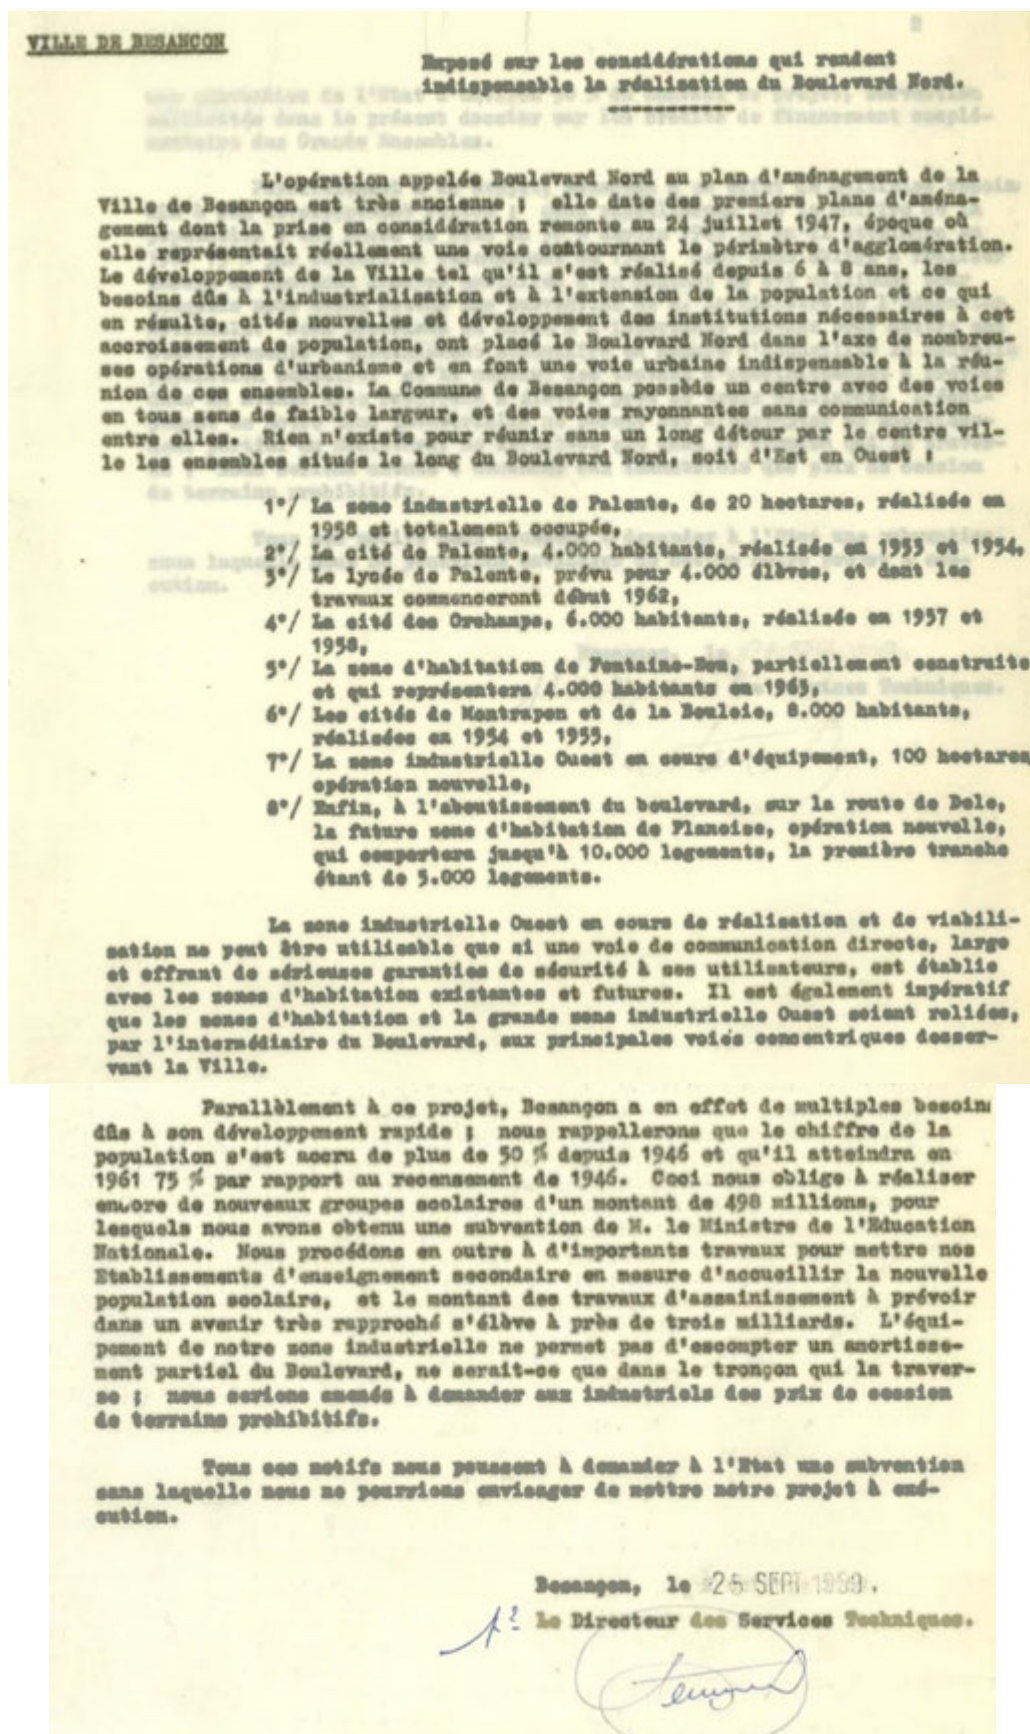 VILLE DE BESANCON
Exposé sur les considérations qui rendent
indispensable la réalisation du Boulevard Nord.
L'opération appelée Boulevard Nord au plan d'aménagement de la
Ville de Besançon est très ancienne ; elle date des premiers plans d'aména-
gement dont la prise en considération remonte au 24 juillet 1947, époque où
elle représentait réellement une voie contournant le périmètre d'agglomération.
Le développement de la Ville tel qu'il s'est réalisé depuis 6 à 8 ans, les
besoins dûs à l'industrialisation et à l'extension de la population et ce qui
en résulte, cités nouvelles et développement des institutions nécessaires à cet
accroissement de population, ont placé le Boulevard Nord dans l'axe de nombreu-
ses opérations d'urbanisme et en font une voie urbaine indispensable à la réu-
nion de ces ensembles. La Commune de Besançon possède un centre avec des voies
en tous sens de faible largeur, et des voies rayonnantes sans communication
entre elles. Rien n'existe pour réunir sans un long détour par le centre vil-
le les ensembles situés le long du Boulevard Nord, soit d'Est en Ouest :
1°/ La zone industrielle de Palente, de 20 hectares, réalisée en
1958 et totalement occupée,
2°/ La cité de Palente, 4.000 habitants, réalisée en 1953 et 1954,
3°/ Le lycée de Palente, prévu pour 4.000 élèves, et dont les
travaux commenceront début 1962,
4°/ La cité des Orchamps, 6.000 habitants, réalisée en 1957 et
1958,
5°/ La zone d'habitation de Fontaine-Ecu, partiellement construite
et qui représentera 4.000 habitants en 1963,
6°/ Les cités de Montrapon et de la Bouloie, 8.000 habitants,
réalisées en 1954 et 1955,
7°/ La zone industrielle Ouest en cours d'équipement, 100 hectares
opération nouvelle,
8°/ Enfin, à l'aboutissement du boulevard, sur la route de Dole,
la future zone d'habitation de Planoise, opération nouvelle,
qui comportera jusqu'à 10.000 logements, la première tranche
étant de 5.000 logements.
La zone industrielle Ouest en cours de réalisation et de viabili-
sation ne peut être utilisable que si une voie de communication directe, large
et offrant de sérieuses garanties de sécurité à ses utilisateurs, est établie
avec les zones d'habitation existantes et futures. Il est également impératif
que les zones d'habitation et la grande zone industrielle Ouest soient reliées,
par l'intermédiaire du Boulevard, aux principales voies concentriques desser-
vant la Ville.
Parallèlement à ce projet, Besançon a en effet de multiples besoins
dûs à son développement rapide ; nous rappellerons que le chiffre de la
population s'est accru de plus de 50 % depuis 1946 et qu'il atteindra en
1961 75 % par rapport au recensement de 1946. Ceci nous oblige à réaliser
encore de nouveaux groupes scolaires d'un montant de 498 millions, pour
lesquels nous avons obtenu une subvention de M. le Ministre de l'Education
Nationale. Nous procédons en outre à d'importants travaux pour mettre nos
Etablissements d'enseignement secondaire en mesure d'accueillir la nouvelle
population scolaire, et le montant des travaux d'assainissement à prévoir
dans un avenir très rapproché s'élève à près de trois milliards. L'équi-
pement de notre zone industrielle ne permet pas d'escompter un amortisse-
ment partiel du Boulevard, ne serait-ce que dans le tronçon qui la traver-
se ; nous serions amenés à demander aux industriels des prix de cession
de terrains prohibitifs.
Tous ces motifs nous poussent à demander à l'Etat une subvention
sans laquelle nous ne pourrions envisager de mettre notre projet à exé-
cution.
Besançon, le 25 SEPT 1959.
Le Directeur des Services Techniques.